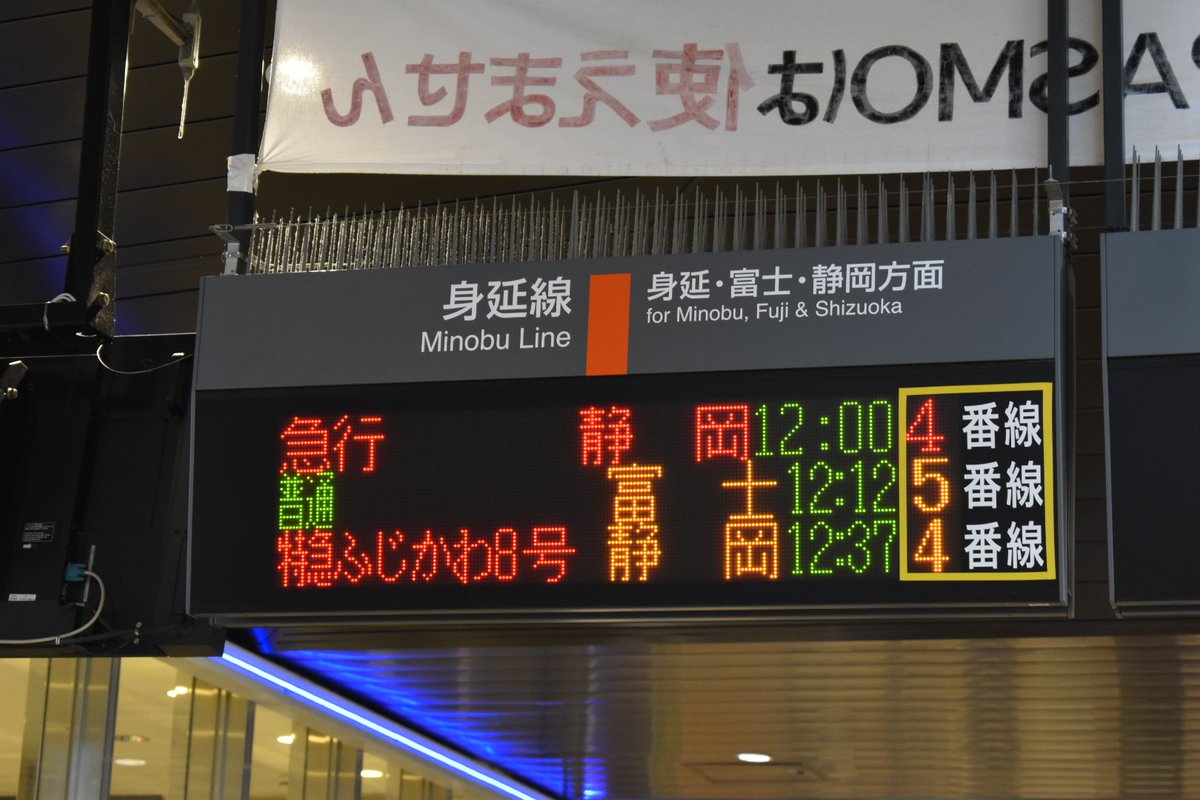 SMOは使えません
身延線
Minobu Line
身延・富士・静岡方面
for Minobu, Fuji & Shizuoka
急行 静岡 12:00 4 番線
普通 富士 12:12 5 番線
特急ふじかわ8号 静岡 12:37 4 番線